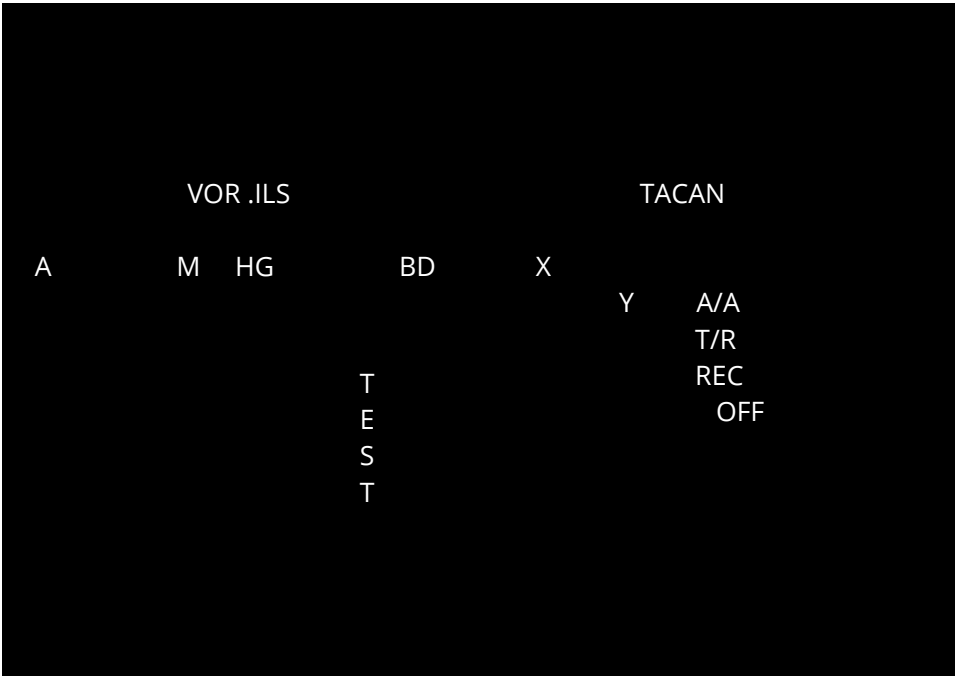 VOR .ILS TACAN
A M HG BD X
Y A/A
T/R
REC
T
OFF
E
S
T